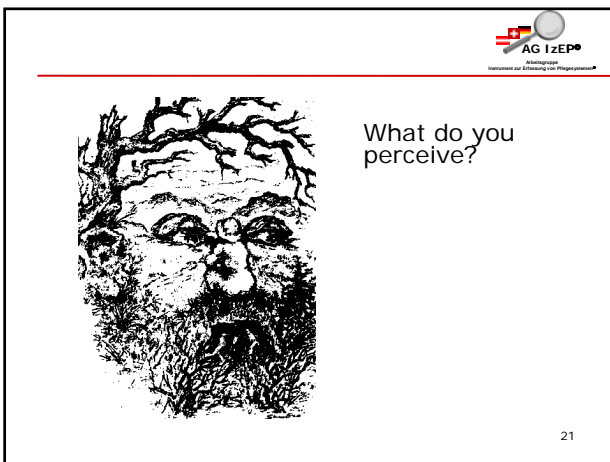 AG IzEP®
Arbeitsgruppe
Instrument zur Erfassung von Pflegesystemen®
What do you
perceive?
21